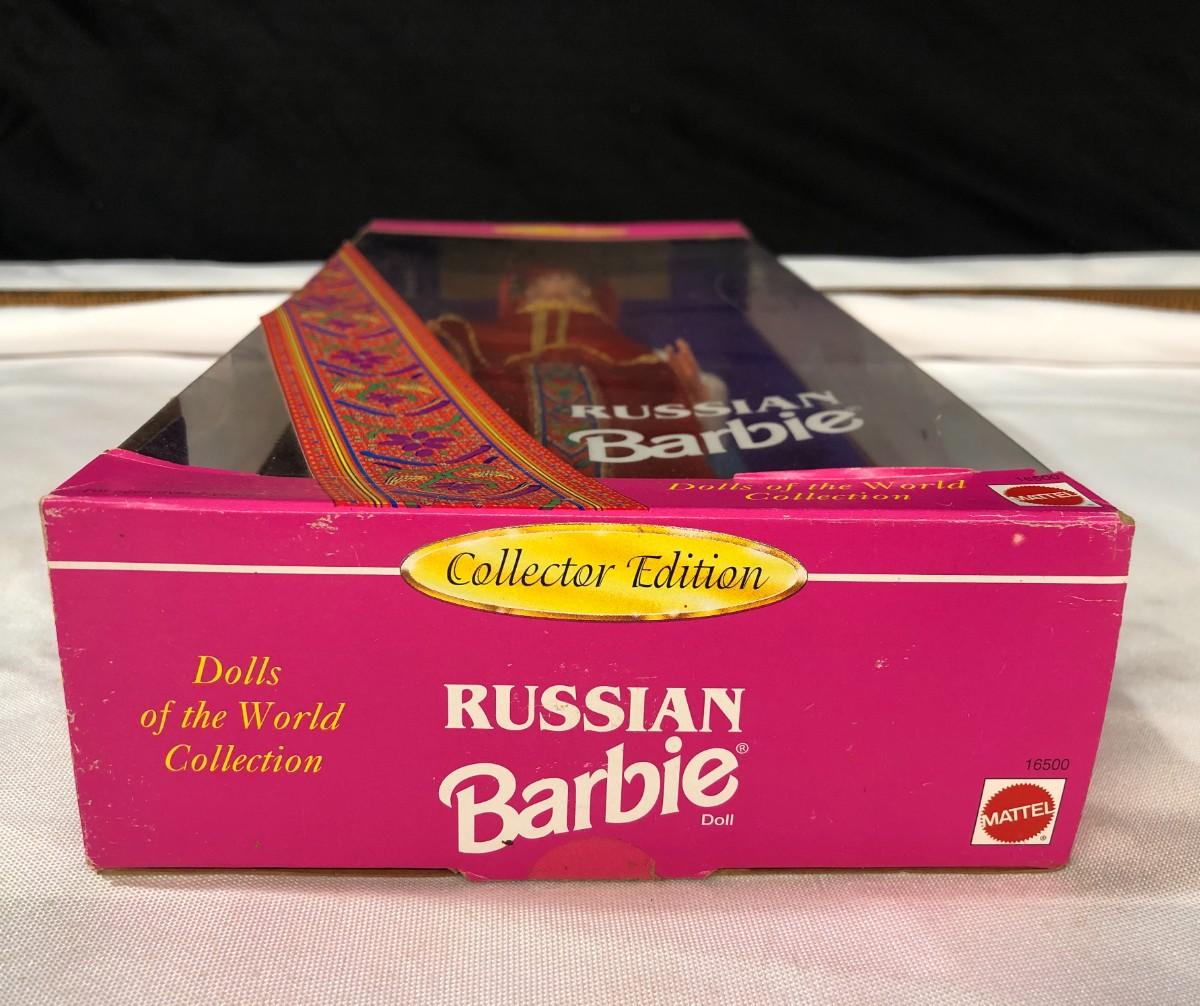 RUSSIAN
Barbie®
Dolls of the World
Collection
16500
MATTEL
Collector Edition
Dolls
of the World
Collection
RUSSIAN
Barbie®
Doll
16500
MATTEL®